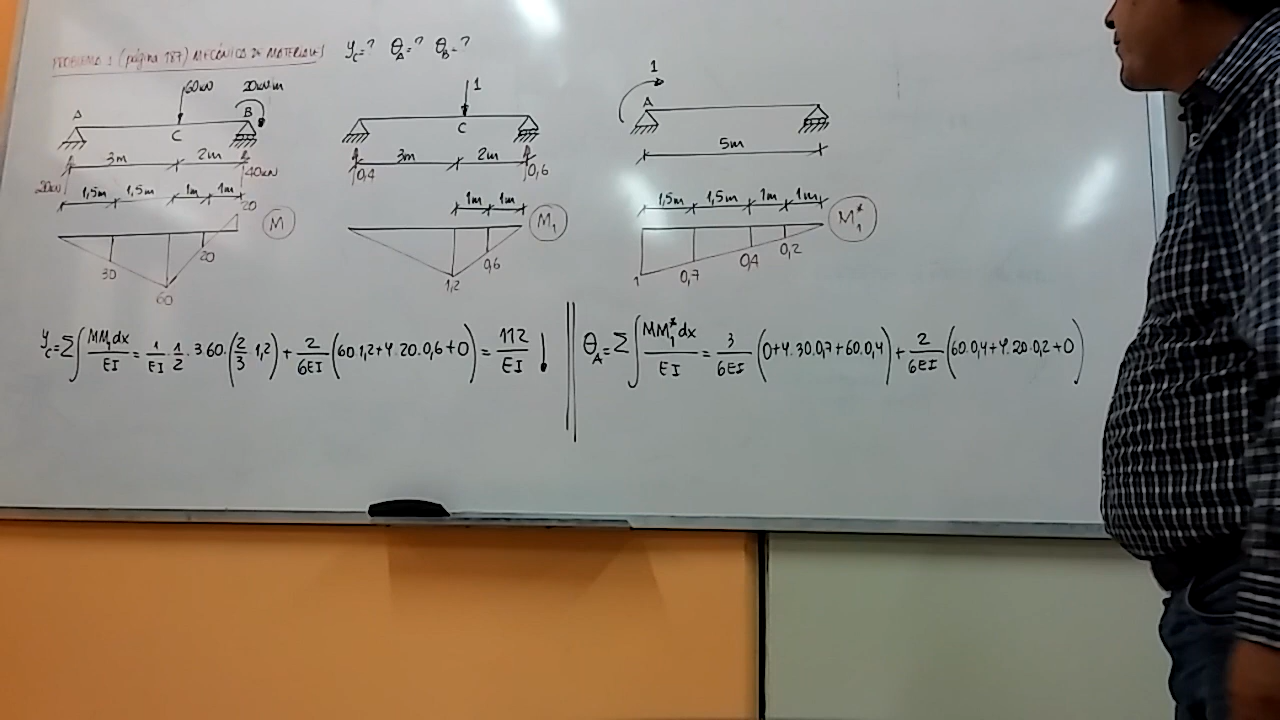 PROBLEMA 1 (página 187) MECÁNICA DE MATERIALES y_C=? θ_A=? θ_B=?
60kN 20kNm
A C B
3m 2m
20kN 40kN
1,5m 1,5m 1m 1m
20
M
30 20
60
1
C
3m 2m
0,4 0,6
1m 1m
M₁
0,6
1,2
1
A
5m
1,5m 1,5m 1m 1m
M₁*
1 0,7 0,4 0,2
y_C=Σ∫ MM₁dx/EI = 1/EI · 1/2 · 3 60 · (2/3 · 1,2) + 2/6EI (60 1,2+4.20.0,6+0) = 112/EI ↓
θ_A=Σ∫ MM₁*dx/EI = 3/6EI (0+4.30.0,7+60.0,4) + 2/6EI (60.0,4+4.20.0,2+0)